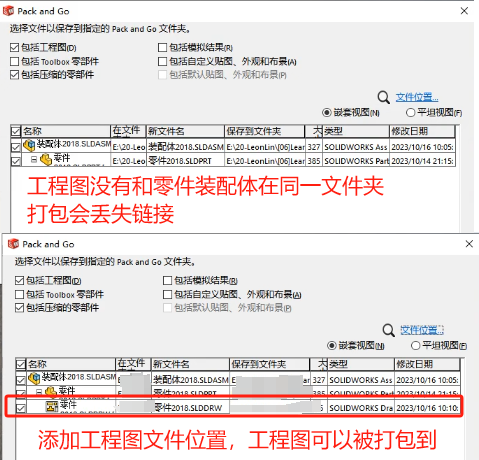 Pack and Go
选择文件以保存到指定的 Pack and Go 文件夹。
包括工程图(D)
包括模拟结果(R)
包括 Toolbox 零部件
包括自定义贴图、外观和布景(A)
包括压缩的零部件
包括默认贴图、外观和布景(P)
文件位置...
嵌套视图(N)
平坦视图(F)
名称 在文件 新文件名 保存到文件夹 大 类型 修改日期
装配体2018.SLDASM E:\20-Leo 装配体2018.SLDASM E:\20-LeonLin\[06]Lear 327 SOLIDWORKS Ass 2023/10/16 10:05:
零件 E:\20-Leo 零件2018.SLDPRT E:\20-LeonLin\[06]Lear 385 SOLIDWORKS Part 2023/10/14 21:15:
工程图没有和零件装配体在同一文件夹
打包会丢失链接
Pack and Go
选择文件以保存到指定的 Pack and Go 文件夹。
包括工程图(D)
包括模拟结果(R)
包括 Toolbox 零部件
包括自定义贴图、外观和布景(A)
包括压缩的零部件
包括默认贴图、外观和布景(P)
文件位置...
嵌套视图(N)
平坦视图(F)
名称 在文件 新文件名 保存到文件夹 大 类型 修改日期
装配体2018.SLDASM 装配体2018.SLDASM 327 SOLIDWORKS Ass 2023/10/16 10:05:
零件 零件2018.SLDPRT 385 SOLIDWORKS Part 2023/10/14 21:15:
零件 零件2018.SLDDRW SOLIDWORKS Dra 2023/10/16 10:10:
添加工程图文件位置，工程图可以被打包到